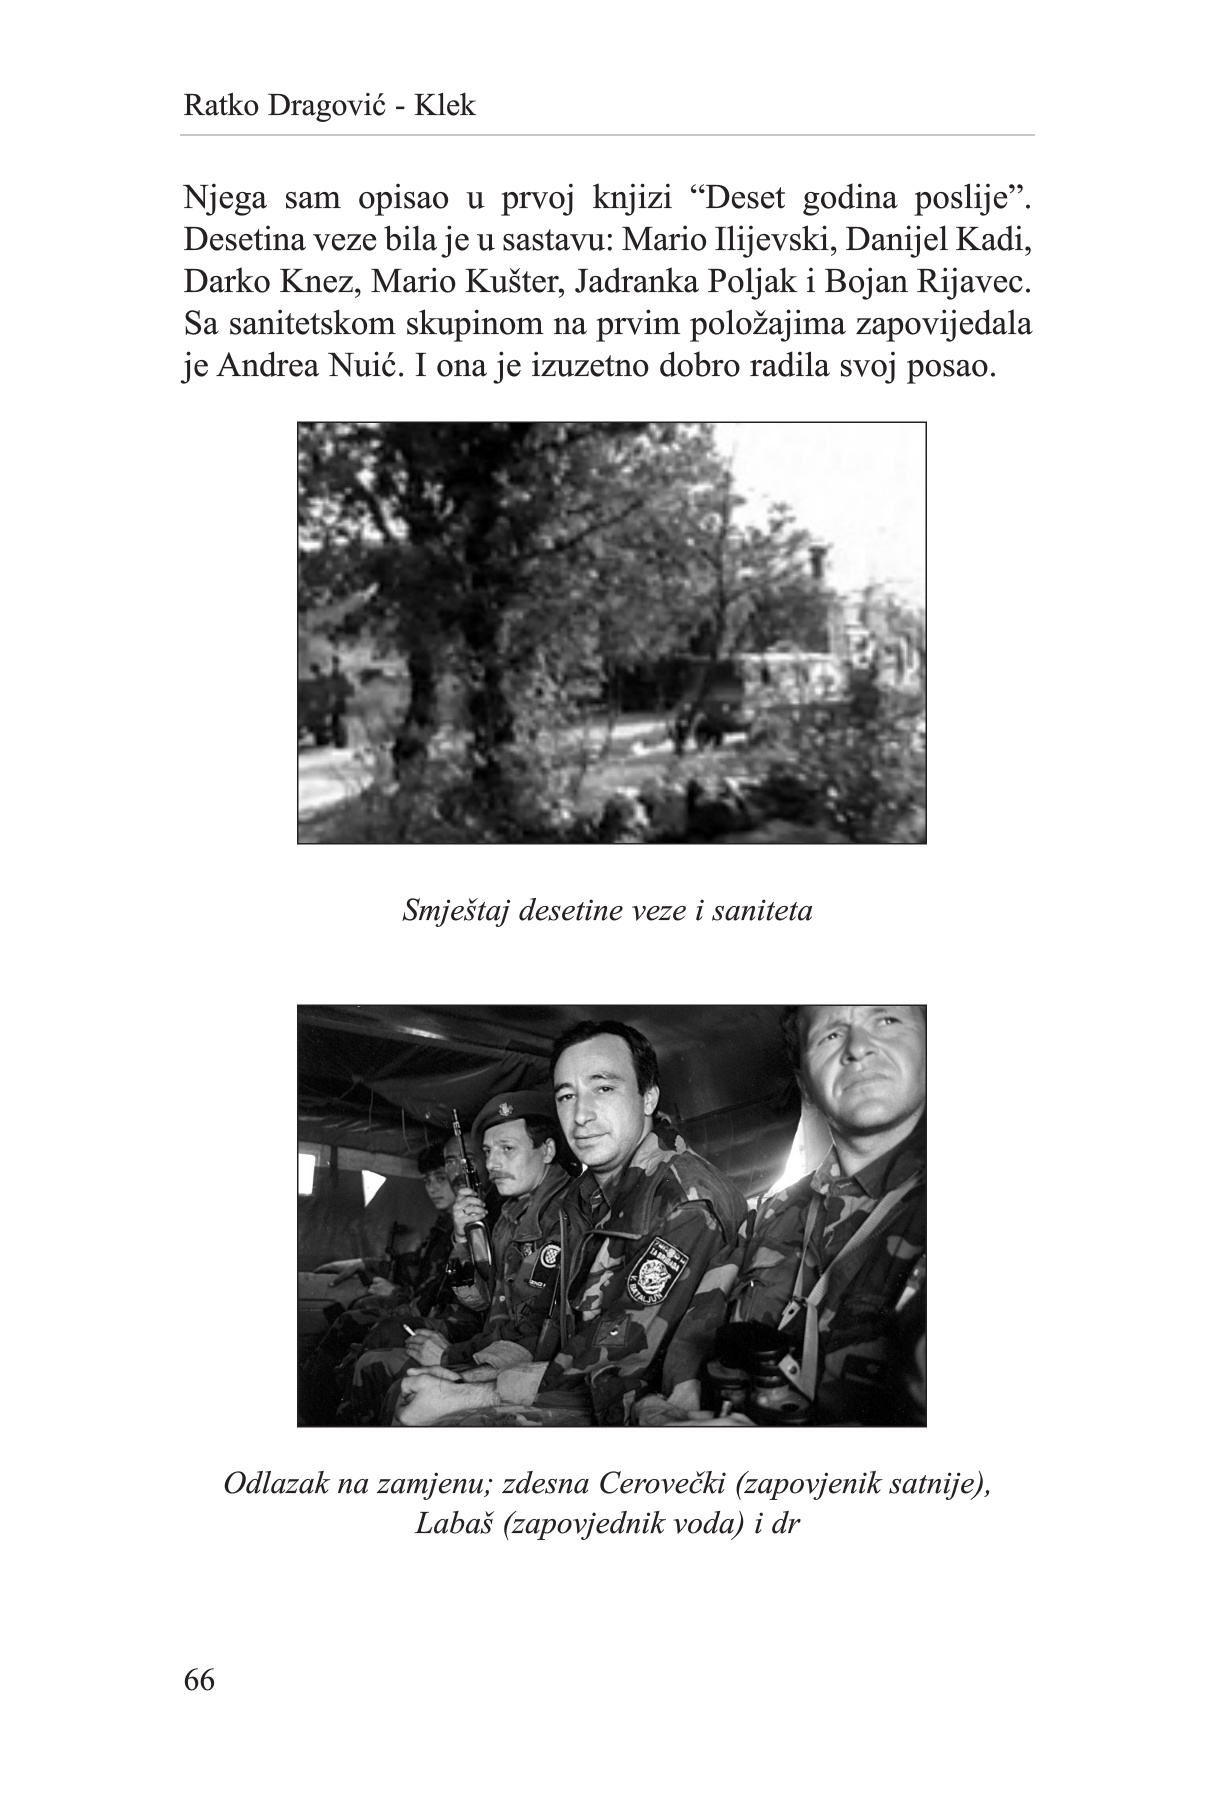 Ratko Dragović - Klek
Njega sam opisao u prvoj knjizi “Deset godina poslije”.
Desetina veze bila je u sastavu: Mario Ilijevski, Danijel Kadi,
Darko Knez, Mario Kušter, Jadranka Poljak i Bojan Rijavec.
Sa sanitetskom skupinom na prvim položajima zapovijedala
je Andrea Nuić. I ona je izuzetno dobro radila svoj posao.
Smještaj desetine veze i saniteta
ZA BRIGADA
BATALJUN
Odlazak na zamjenu; zdesna Cerovečki (zapovjenik satnije),
Labaš (zapovjednik voda) i dr
66